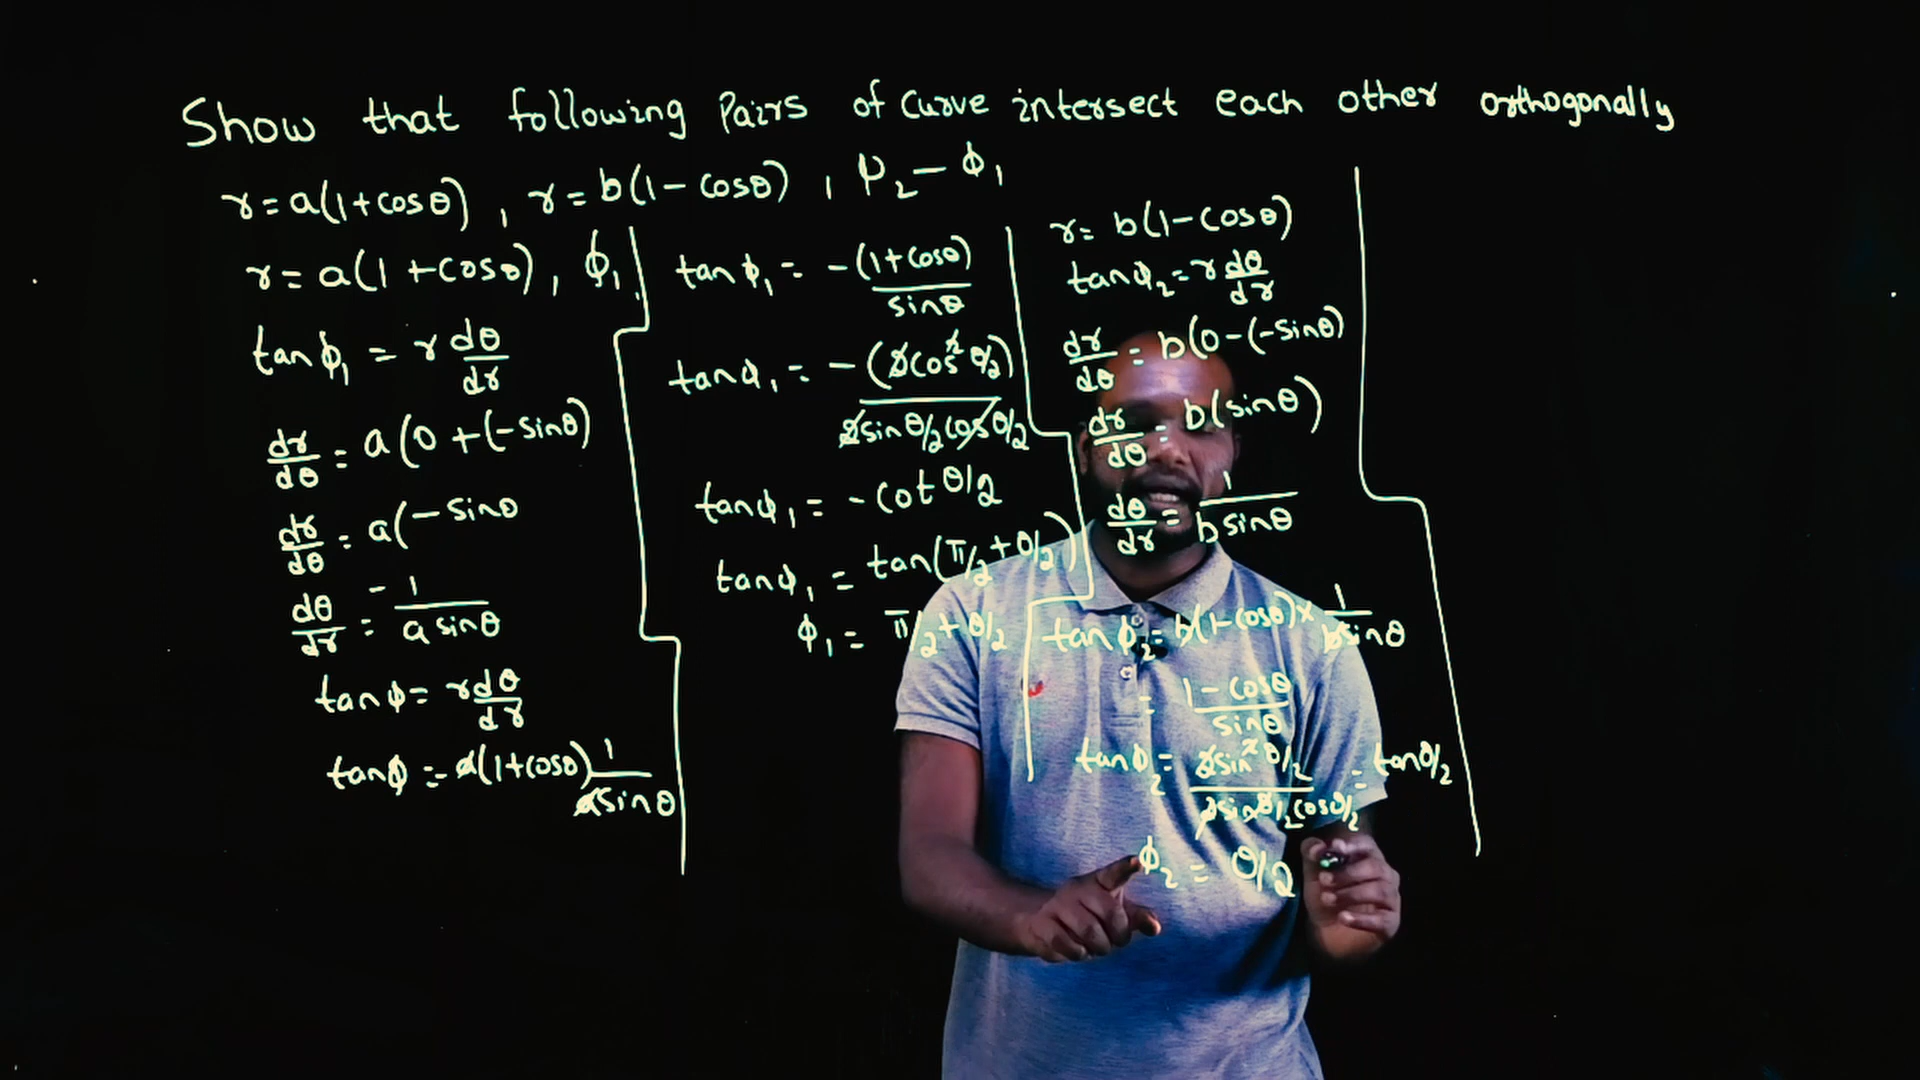 Show that following Pairs of Curve intersect each other orthogonally
r = a(1+cosθ) , r = b(1-cosθ) , φ₂ - φ₁
r = a(1+cosθ) , φ₁
tan φ₁ = r dθ/dr
dr/dθ = a(0+(-sinθ)
dr/dθ = a(-sinθ
dθ/dr = -1/a sinθ
tan φ = r dθ/dr
tan φ = -a(1+cosθ) 1/a sinθ
tan φ₁ = -(1+cosθ)/sinθ
tan φ₁ = -(2cos²θ/2)/2sinθ/2 cosθ/2
tan φ₁ = -cot θ/2
tan φ₁ = tan(π/2 + θ/2)
φ₁ = π/2 + θ/2
r = b(1-cosθ)
tan φ₂ = r dθ/dr
dr/dθ = b(0-(-sinθ)
dr/dθ = b(sinθ)
dθ/dr = 1/b sinθ
tan φ₂ = b(1-cosθ) × 1/b sinθ
= 1-cosθ/sinθ
tan φ₂ = 2sin²θ/2/2sinθ/2 cosθ/2 = tan θ/2
φ₂ = θ/2